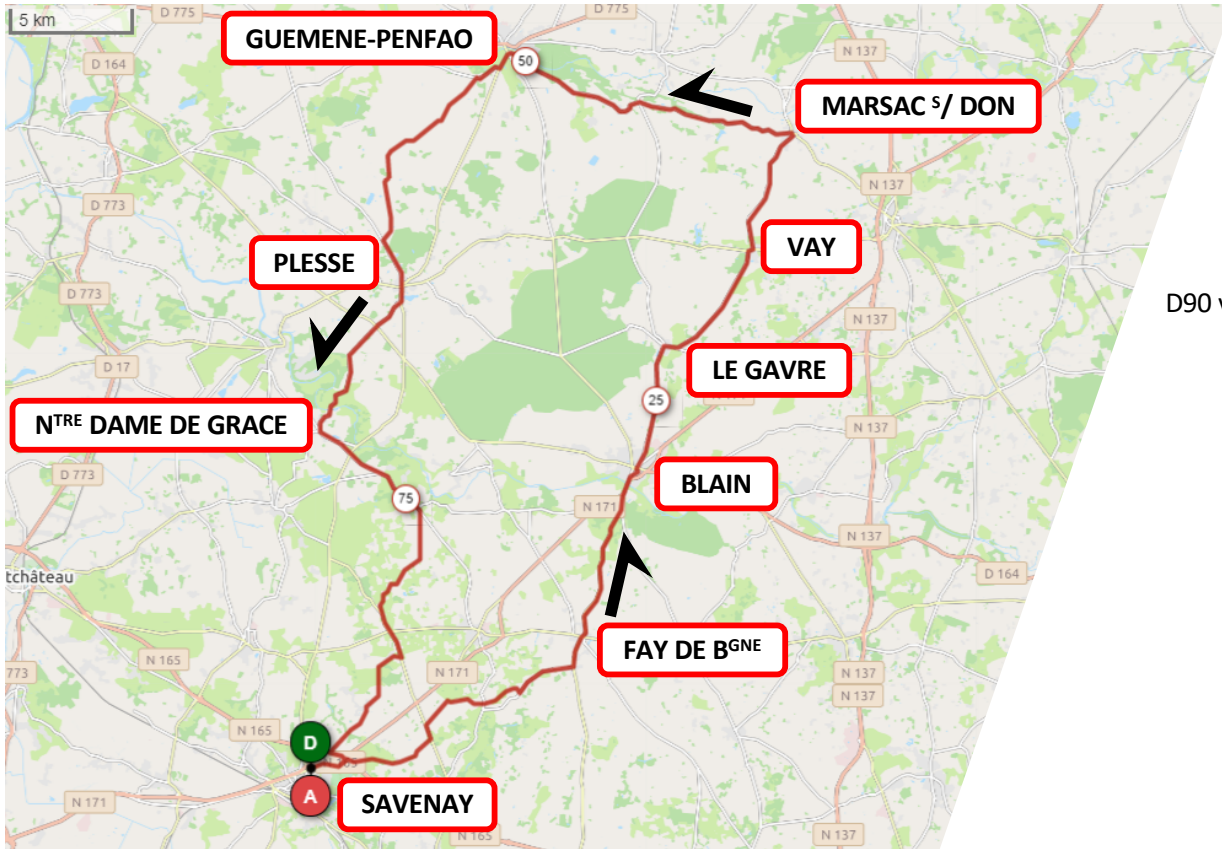 5 km
D 775
D 775
GUEMENE-PENFAO
N 137
D 164
50
MARSAC S/ DON
N 137
D 773
D 773
VAY
PLESSE
D 773
N 137
D90 v
D 17
LE GAVRE
25
NTRE DAME DE GRACE
N 137
D 773
BLAIN
75
N 171
N 137
D 164
tchâteau
FAY DE BGNE
N 165
N 171
773
N 137
N 137
N 165
D
A
SAVENAY
N 171
N 137
N 165